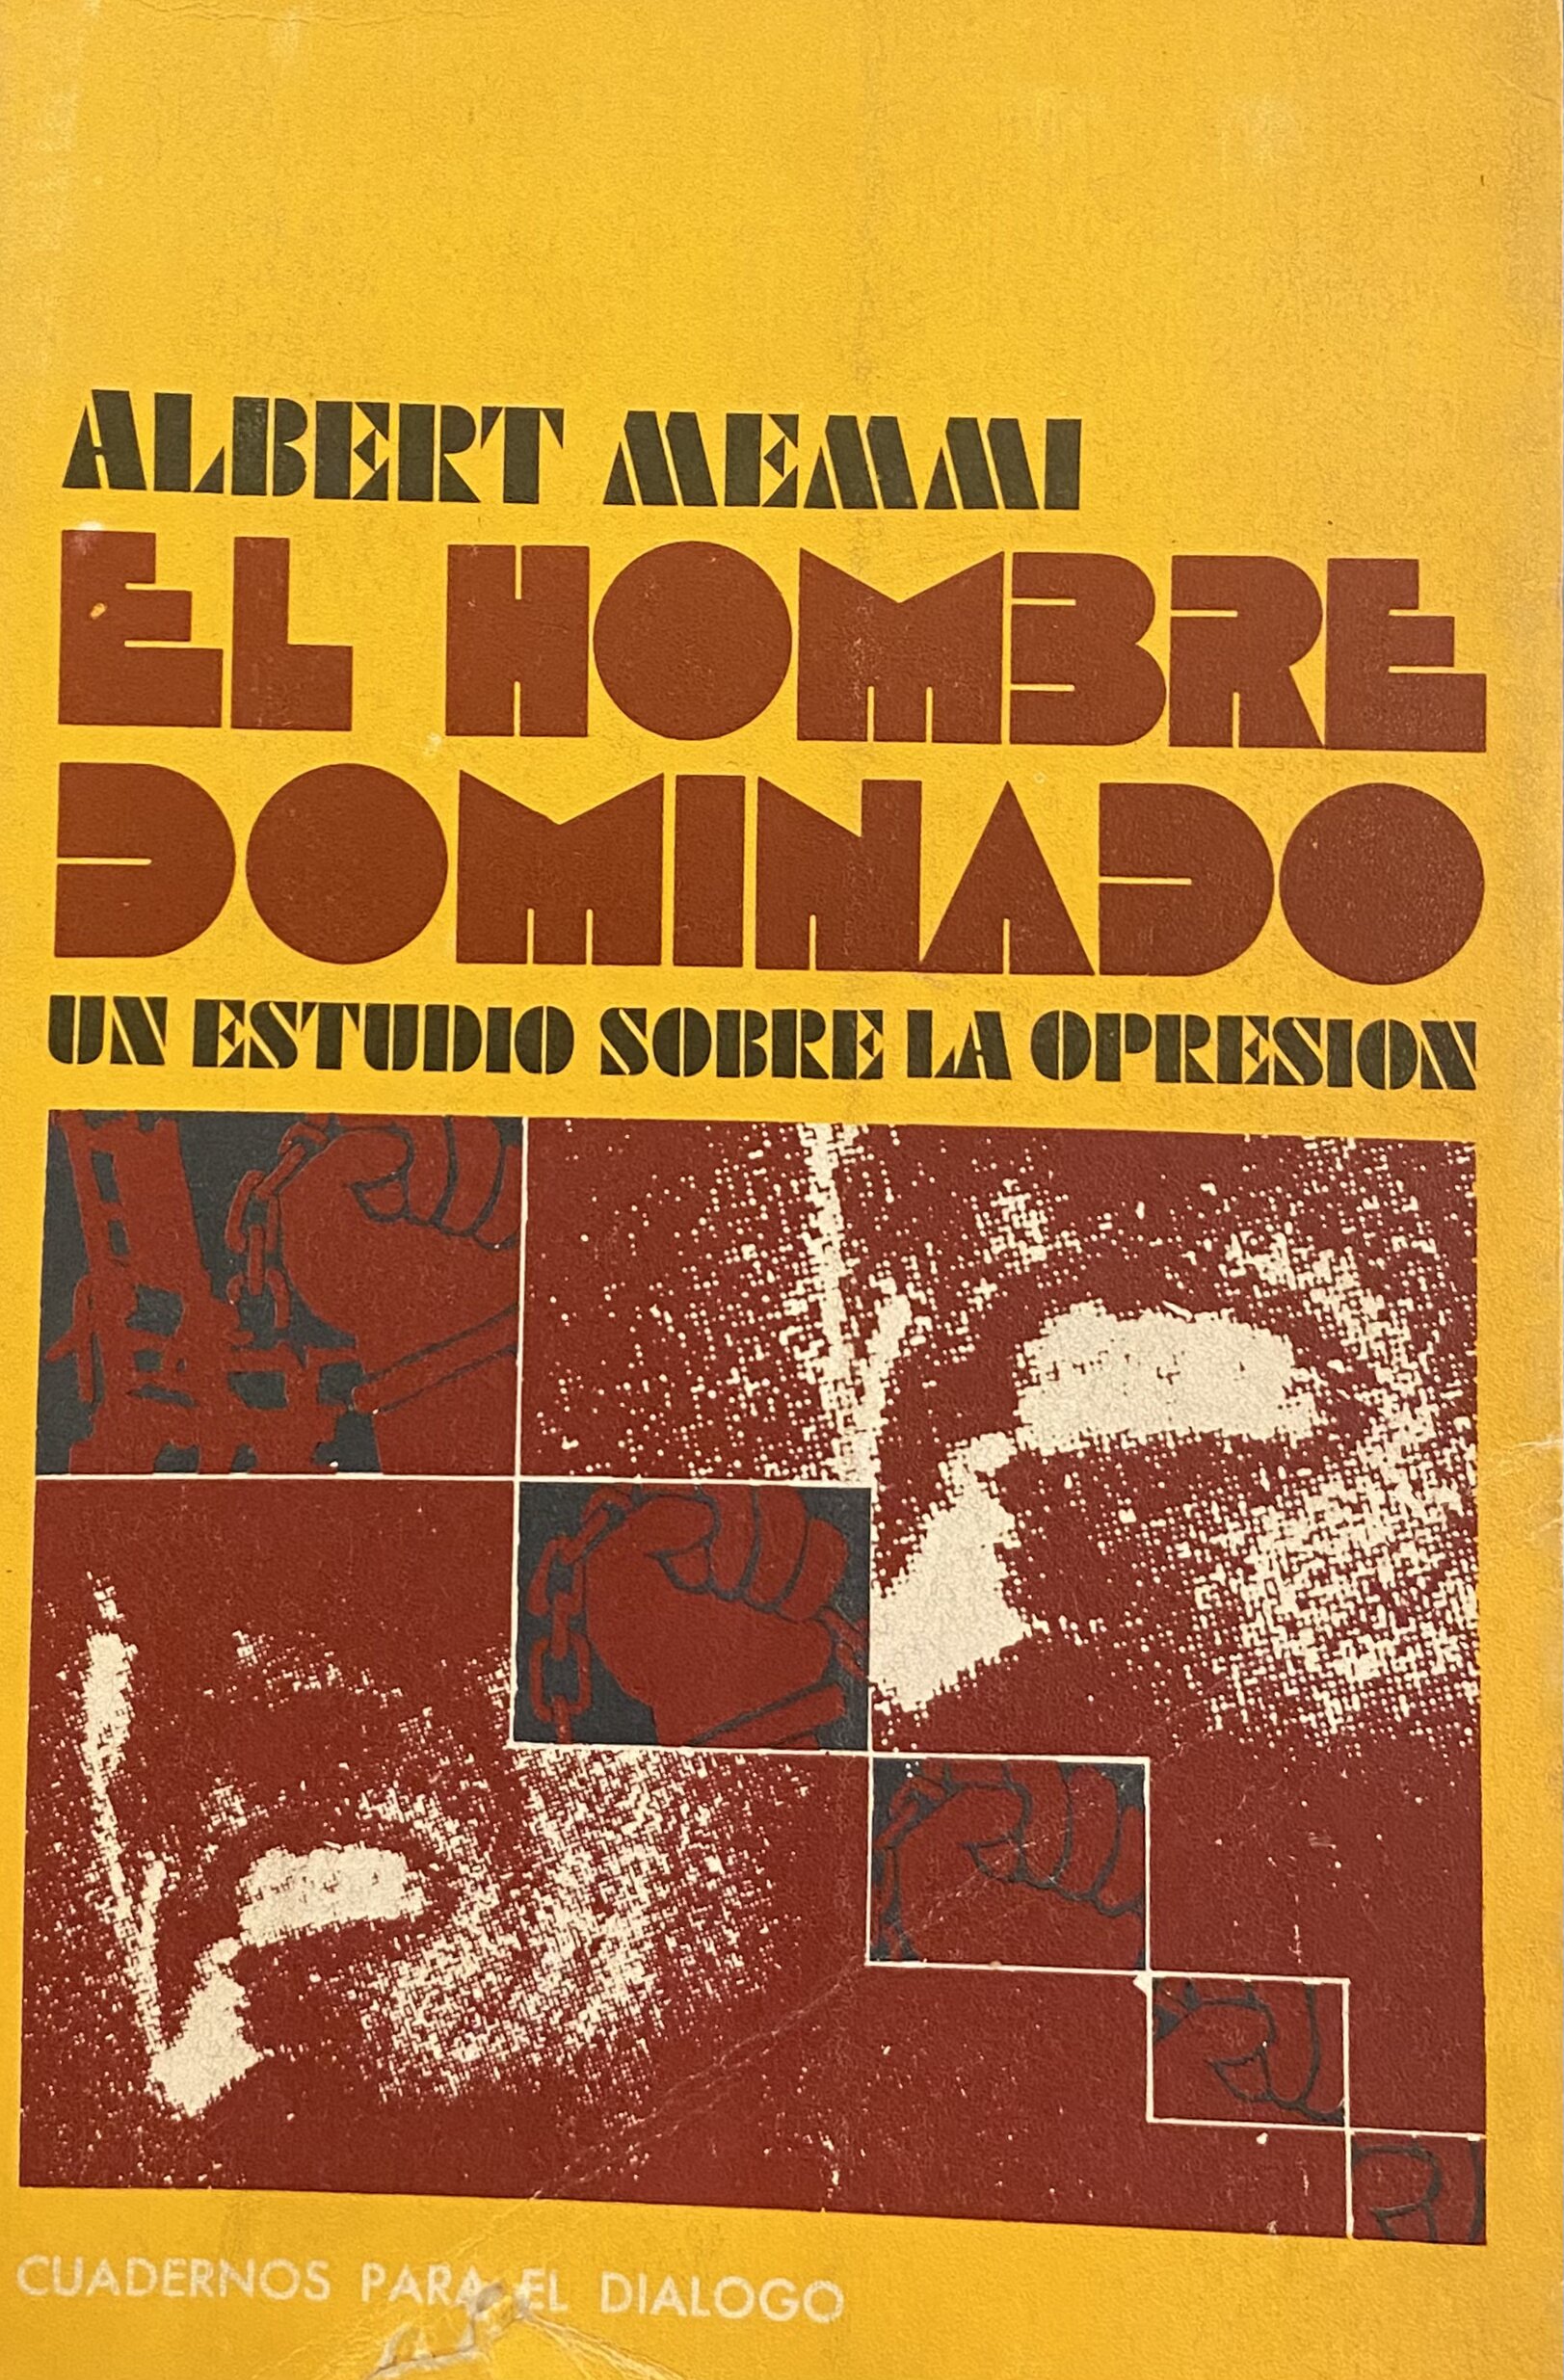 ALBERT MEMMI
EL HOMBRE
DOMINADO
UN ESTUDIO SOBRE LA OPRESION
CUADERNOS PARA EL DIALOGO